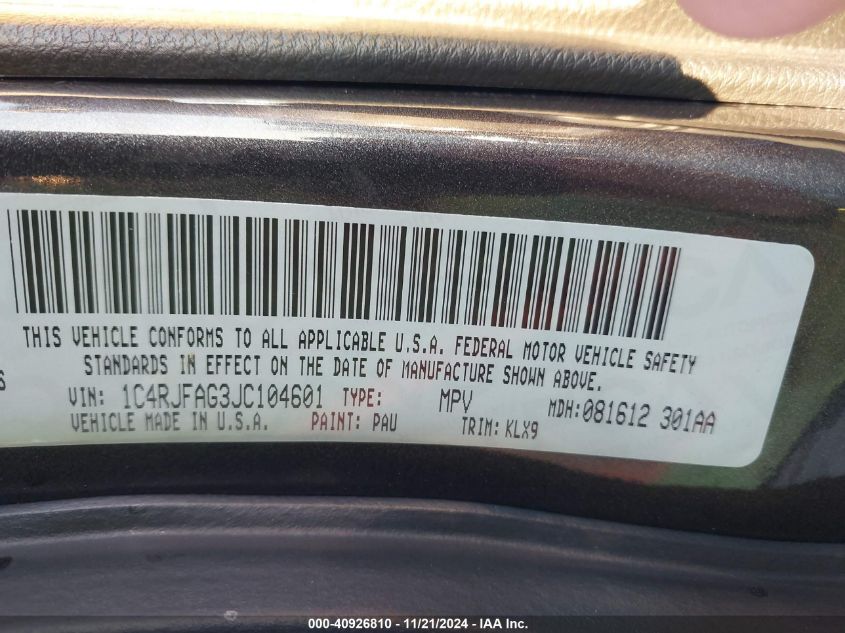 THIS VEHICLE CONFORMS TO ALL APPLICABLE U.S.A. FEDERAL MOTOR VEHICLE SAFETY
STANDARDS IN EFFECT ON THE DATE OF MANUFACTURE SHOWN ABOVE.
VIN: 1C4RJFAG3JC104601 TYPE: MPV MDH:081612 301AA
VEHICLE MADE IN U.S.A. PAINT: PAU TRIM: KLX9
000-40926810 - 11/21/2024 - IAA Inc.